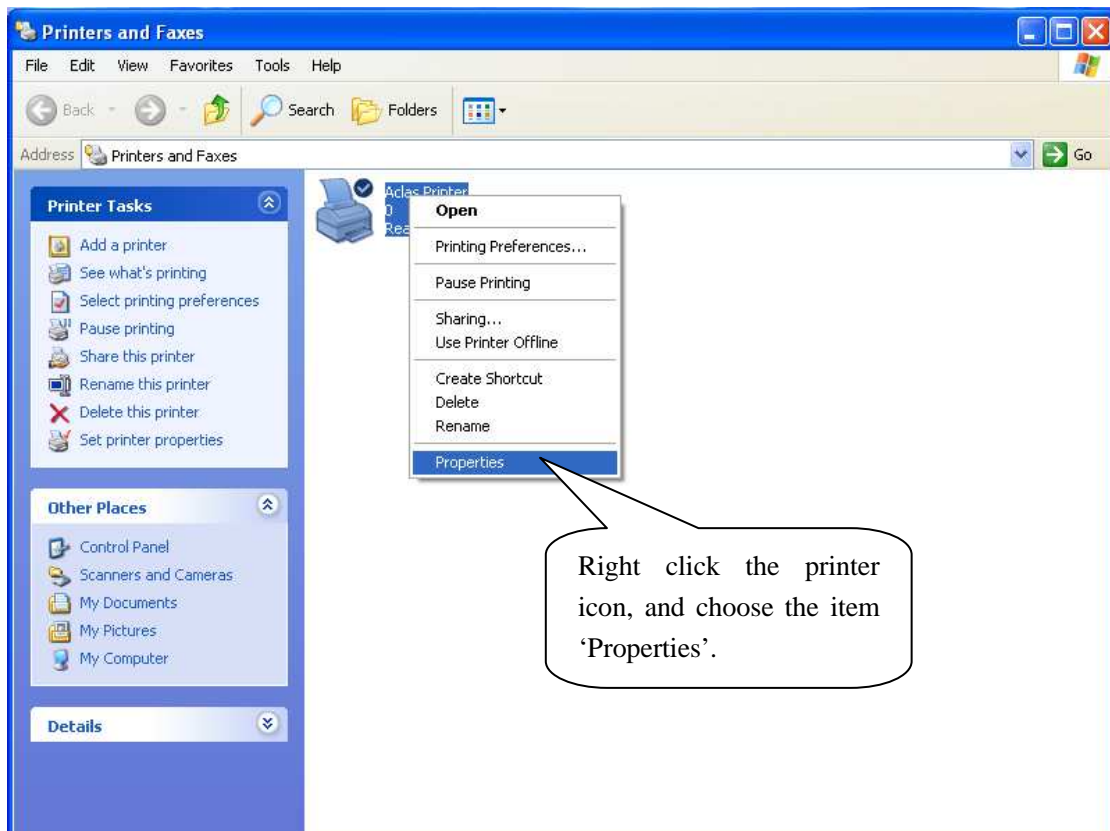 Printers and Faxes
File Edit View Favorites Tools Help
Back Search Folders
Address Printers and Faxes Go
Printer Tasks
Add a printer
See what's printing
Select printing preferences
Pause printing
Share this printer
Rename this printer
Delete this printer
Set printer properties
Other Places
Control Panel
Scanners and Cameras
My Documents
My Pictures
My Computer
Details
Aclas Printer
0
Open
Printing Preferences...
Pause Printing
Sharing...
Use Printer Offline
Create Shortcut
Delete
Rename
Properties
Right click the printer
icon, and choose the item
‘Properties’.